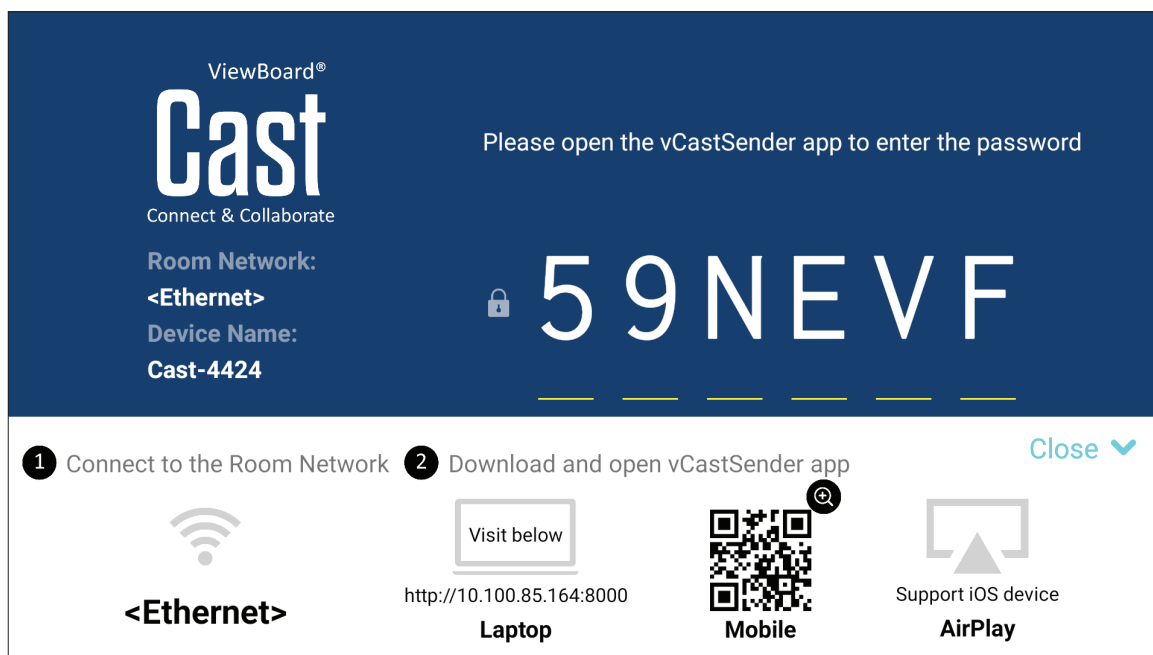 ViewBoard®
Cast
Connect & Collaborate
Room Network:
<Ethernet>
Device Name:
Cast-4424
Please open the vCastSender app to enter the password
59NEVF
1 Connect to the Room Network
<Ethernet>
2 Download and open vCastSender app
Close
Visit below
http://10.100.85.164:8000
Laptop
Mobile
Support iOS device
AirPlay